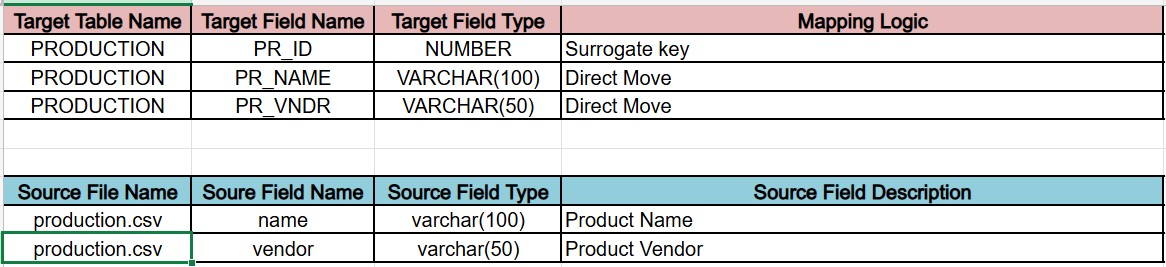 Target Table Name Target Field Name Target Field Type Mapping Logic
PRODUCTION PR_ID NUMBER Surrogate key
PRODUCTION PR_NAME VARCHAR(100) Direct Move
PRODUCTION PR_VNDR VARCHAR(50) Direct Move
Source File Name Soure Field Name Source Field Type Source Field Description
production.csv name varchar(100) Product Name
production.csv vendor varchar(50) Product Vendor